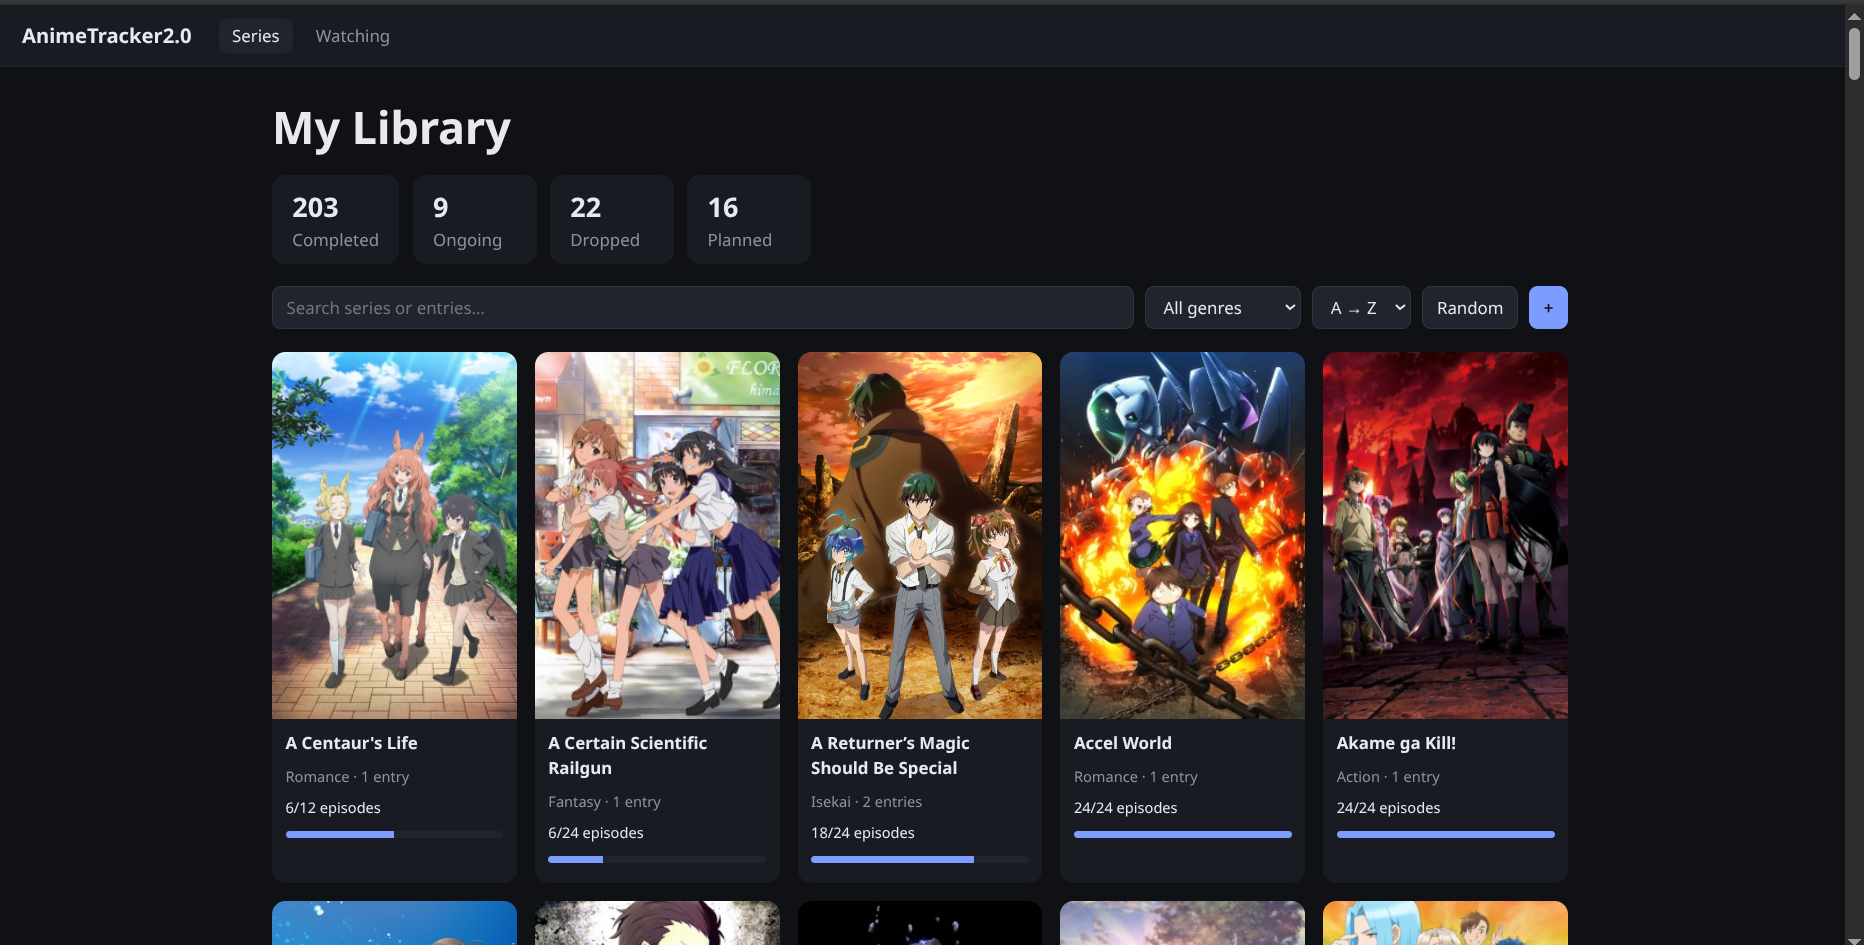 AnimeTracker2.0
Series
Watching
My Library
203
Completed
9
Ongoing
22
Dropped
16
Planned
Search series or entries...
All genres
A → Z
Random
+
FLOR
hima
wn
A Centaur's Life
Romance · 1 entry
6/12 episodes
A Certain Scientific
Railgun
Fantasy · 1 entry
6/24 episodes
A Returner’s Magic
Should Be Special
Isekai · 2 entries
18/24 episodes
Accel World
Romance · 1 entry
24/24 episodes
Akame ga Kill!
Action · 1 entry
24/24 episodes